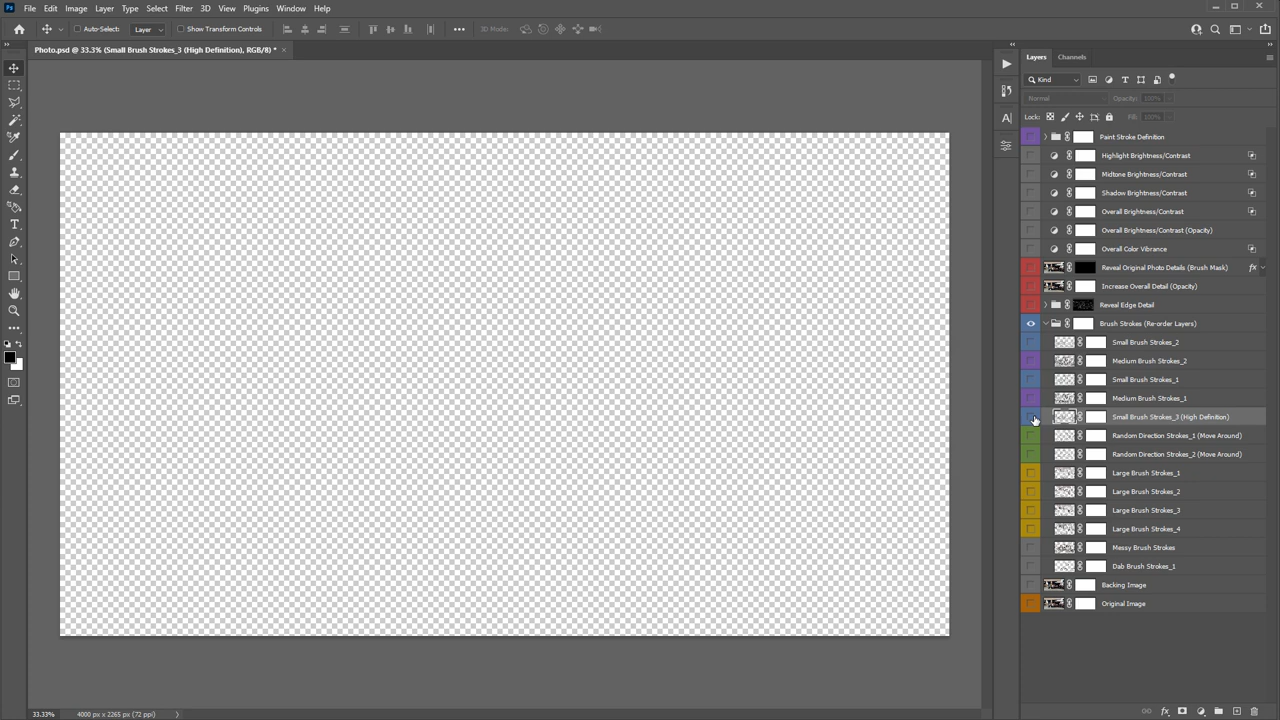 Ps File Edit Image Layer Type Select Filter 3D View Plugins Window Help
Auto-Select: Layer Show Transform Controls 3D Mode:
Photo.psd @ 33.3% (Small Brush Strokes_3 (High Definition), RGB/8) * ×
Layers Channels
Kind
Normal Opacity: 100%
Lock: Fill: 100%
Paint Stroke Definition
Highlight Brightness/Contrast
Midtone Brightness/Contrast
Shadow Brightness/Contrast
Overall Brightness/Contrast
Overall Brightness/Contrast (Opacity)
Overall Color Vibrance
Reveal Original Photo Details (Brush Mask) fx
Increase Overall Detail (Opacity)
Reveal Edge Detail
Brush Strokes (Re-order Layers)
Small Brush Strokes_2
Medium Brush Strokes_2
Small Brush Strokes_1
Medium Brush Strokes_1
Small Brush Strokes_3 (High Definition)
Random Direction Strokes_1 (Move Around)
Random Direction Strokes_2 (Move Around)
Large Brush Strokes_1
Large Brush Strokes_2
Large Brush Strokes_3
Large Brush Strokes_4
Messy Brush Strokes
Dab Brush Strokes_1
Backing Image
Original Image
33.33% 4000 px x 2265 px (72 ppi)